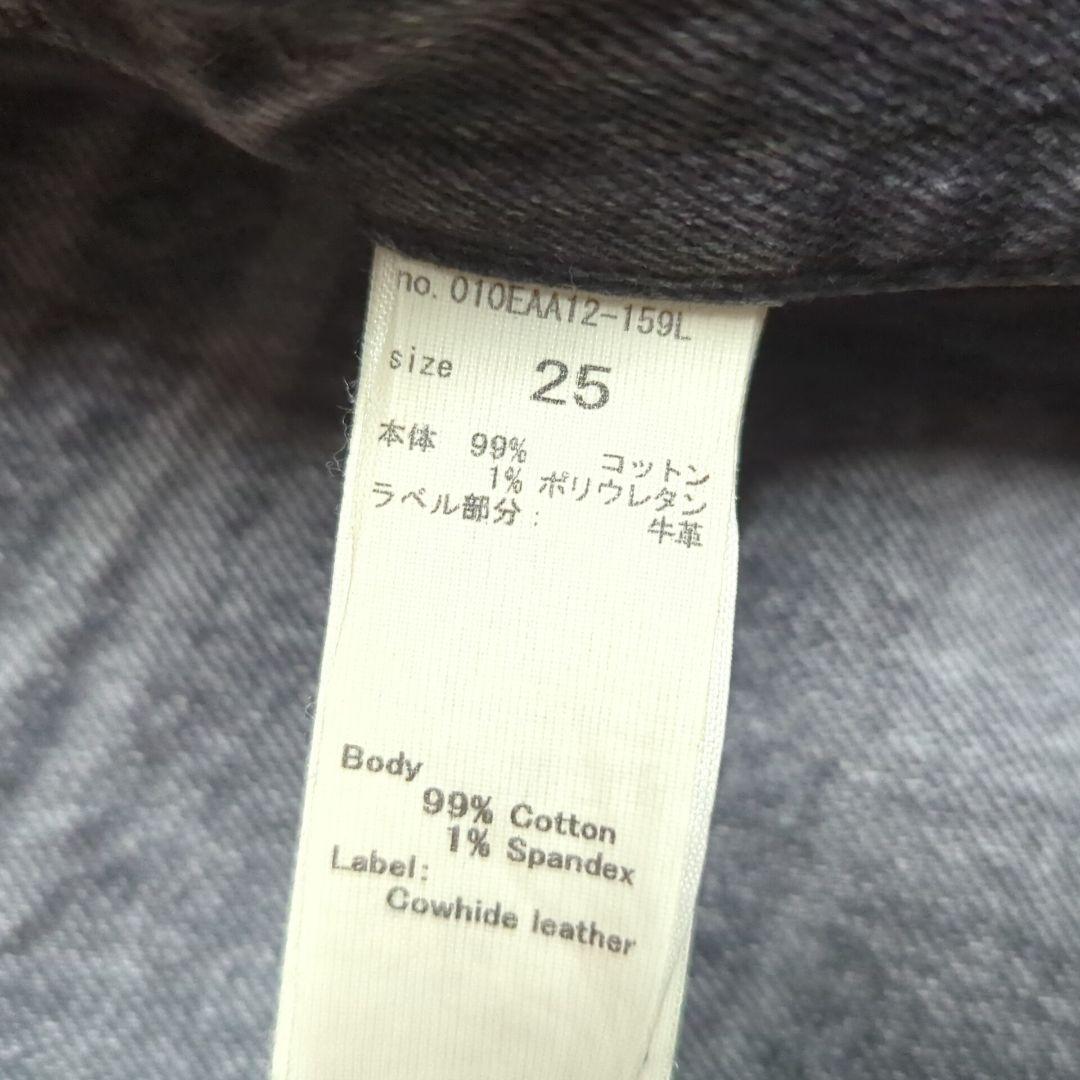 no. 010EAA12-159L
size 25
本体 99% コットン
1% ポリウレタン
ラベル部分: 牛革
Body
99% Cotton
1% Spandex
Label:
Cowhide leather